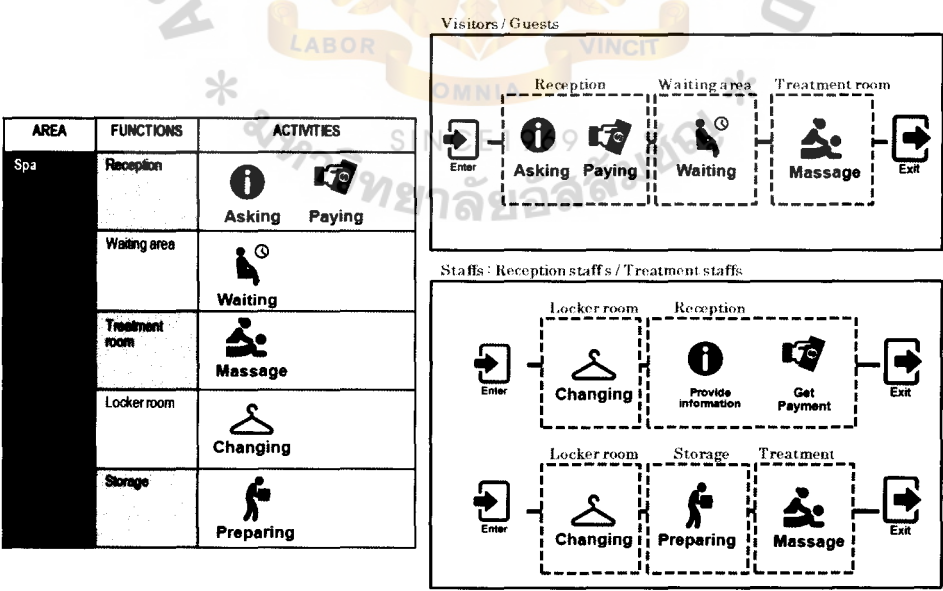 LABOR VINCIT
OMNIA
SINCE 1969
AREA FUNCTIONS ACTIVITIES
Spa
Reception
Asking Paying
Waiting area
Waiting
Treatment
room
Massage
Locker room
Changing
Storage
Preparing
Visitors / Guests
Reception Waiting area Treatment room
Enter Asking Paying Waiting Massage Exit
Staffs : Reception staffs / Treatment staffs
Locker room Reception
Enter Changing Provide
information Get
Payment Exit
Locker room Storage Treatment
Enter Changing Preparing Massage Exit